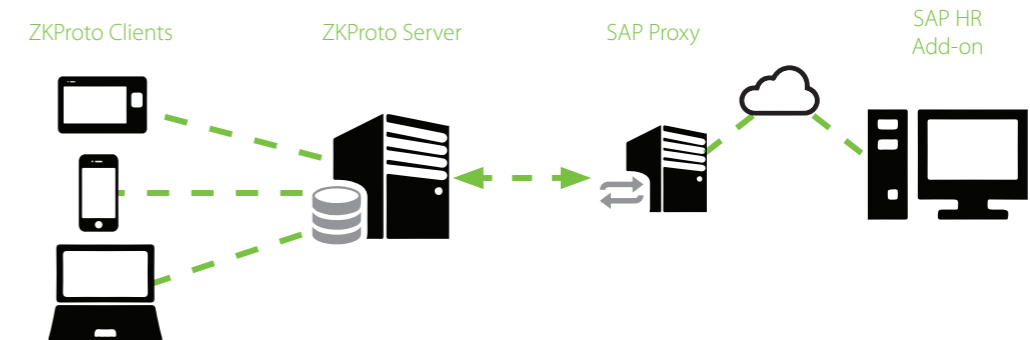 ZKProto Clients
ZKProto Server
SAP Proxy
SAP HR
Add-on